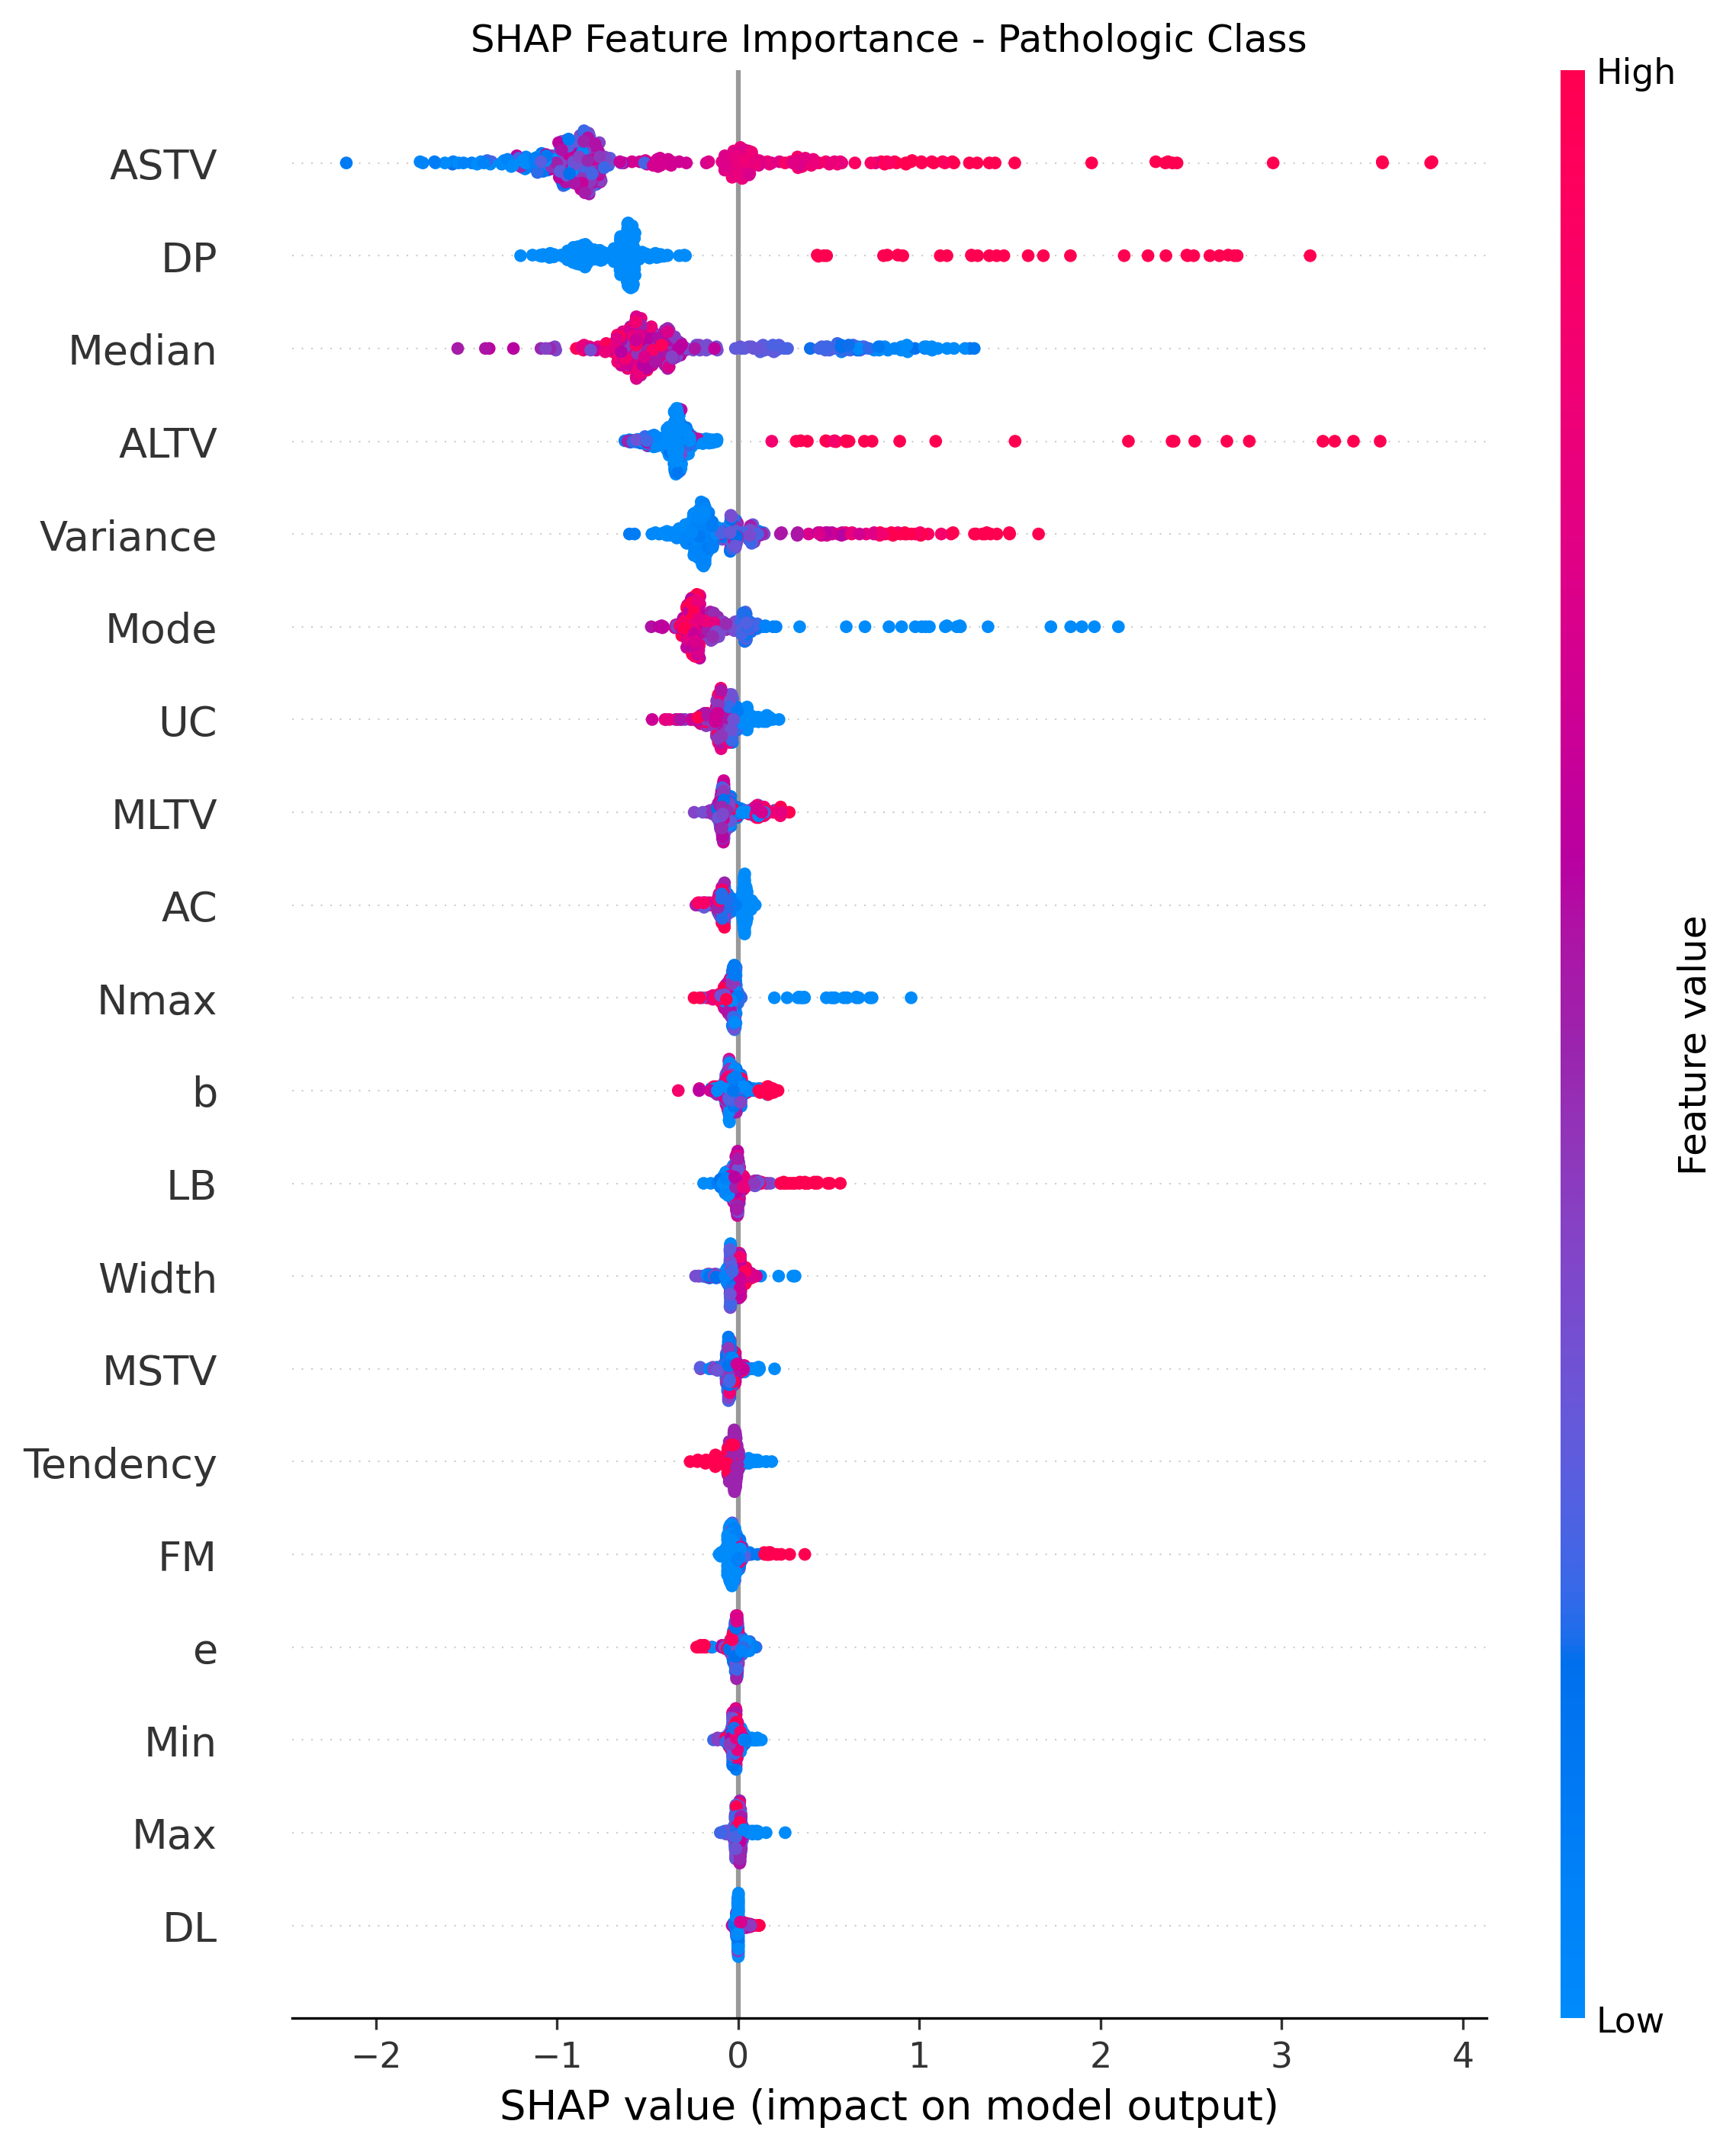 SHAP Feature Importance - Pathologic Class
High
ASTV
DP
Median
ALTV
Variance
Mode
UC
MLTV
AC
Nmax
b
LB
Width
MSTV
Tendency
FM
e
Min
Max
DL
Feature value
Low
−2 −1 0 1 2 3 4
SHAP value (impact on model output)